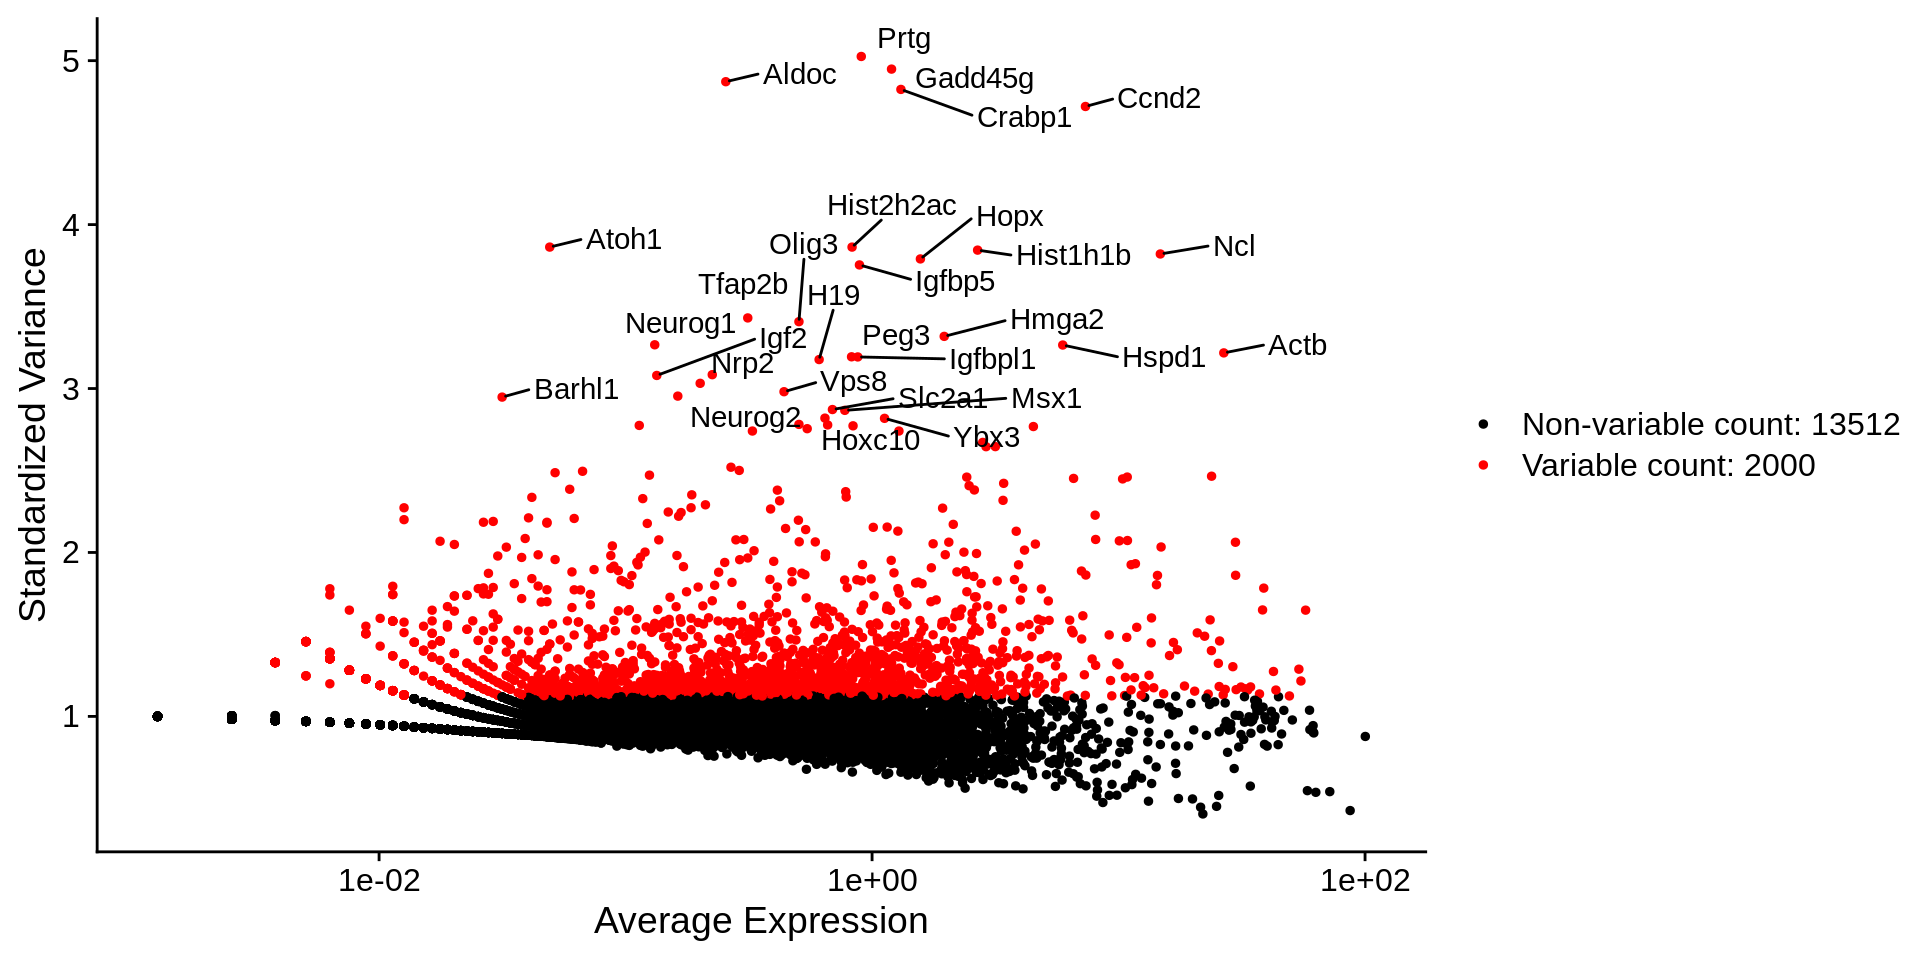 Prtg
Aldoc
Gadd45g
Ccnd2
Crabp1
Hist2h2ac
Hopx
Atoh1
Olig3
Hist1h1b
Ncl
Tfap2b
H19
Igfbp5
Neurog1
Igf2
Peg3
Hmga2
Nrp2
Igfbpl1
Hspd1
Actb
Barhl1
Vps8
Slc2a1
Msx1
Neurog2
Hoxc10
Ybx3
5
4
3
2
1
Standardized Variance
1e-02
1e+00
1e+02
Average Expression
Non-variable count: 13512
Variable count: 2000